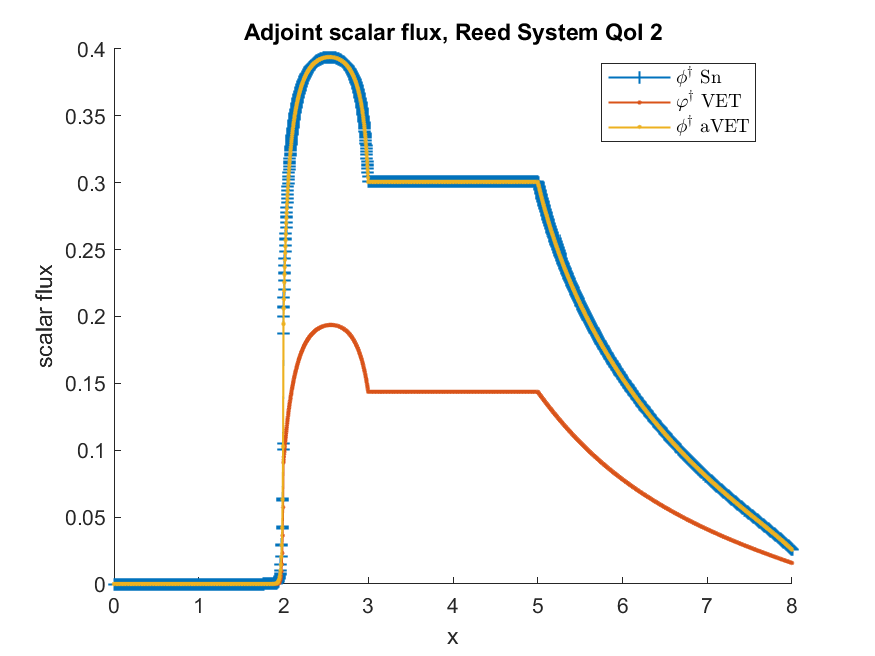 Adjoint scalar flux, Reed System QoI 2
0.4
0.35
0.3
0.25
0.2
0.15
0.1
0.05
0
scalar flux
ϕ† Sn
φ† VET
ϕ† aVET
0 1 2 3 4 5 6 7 8
x